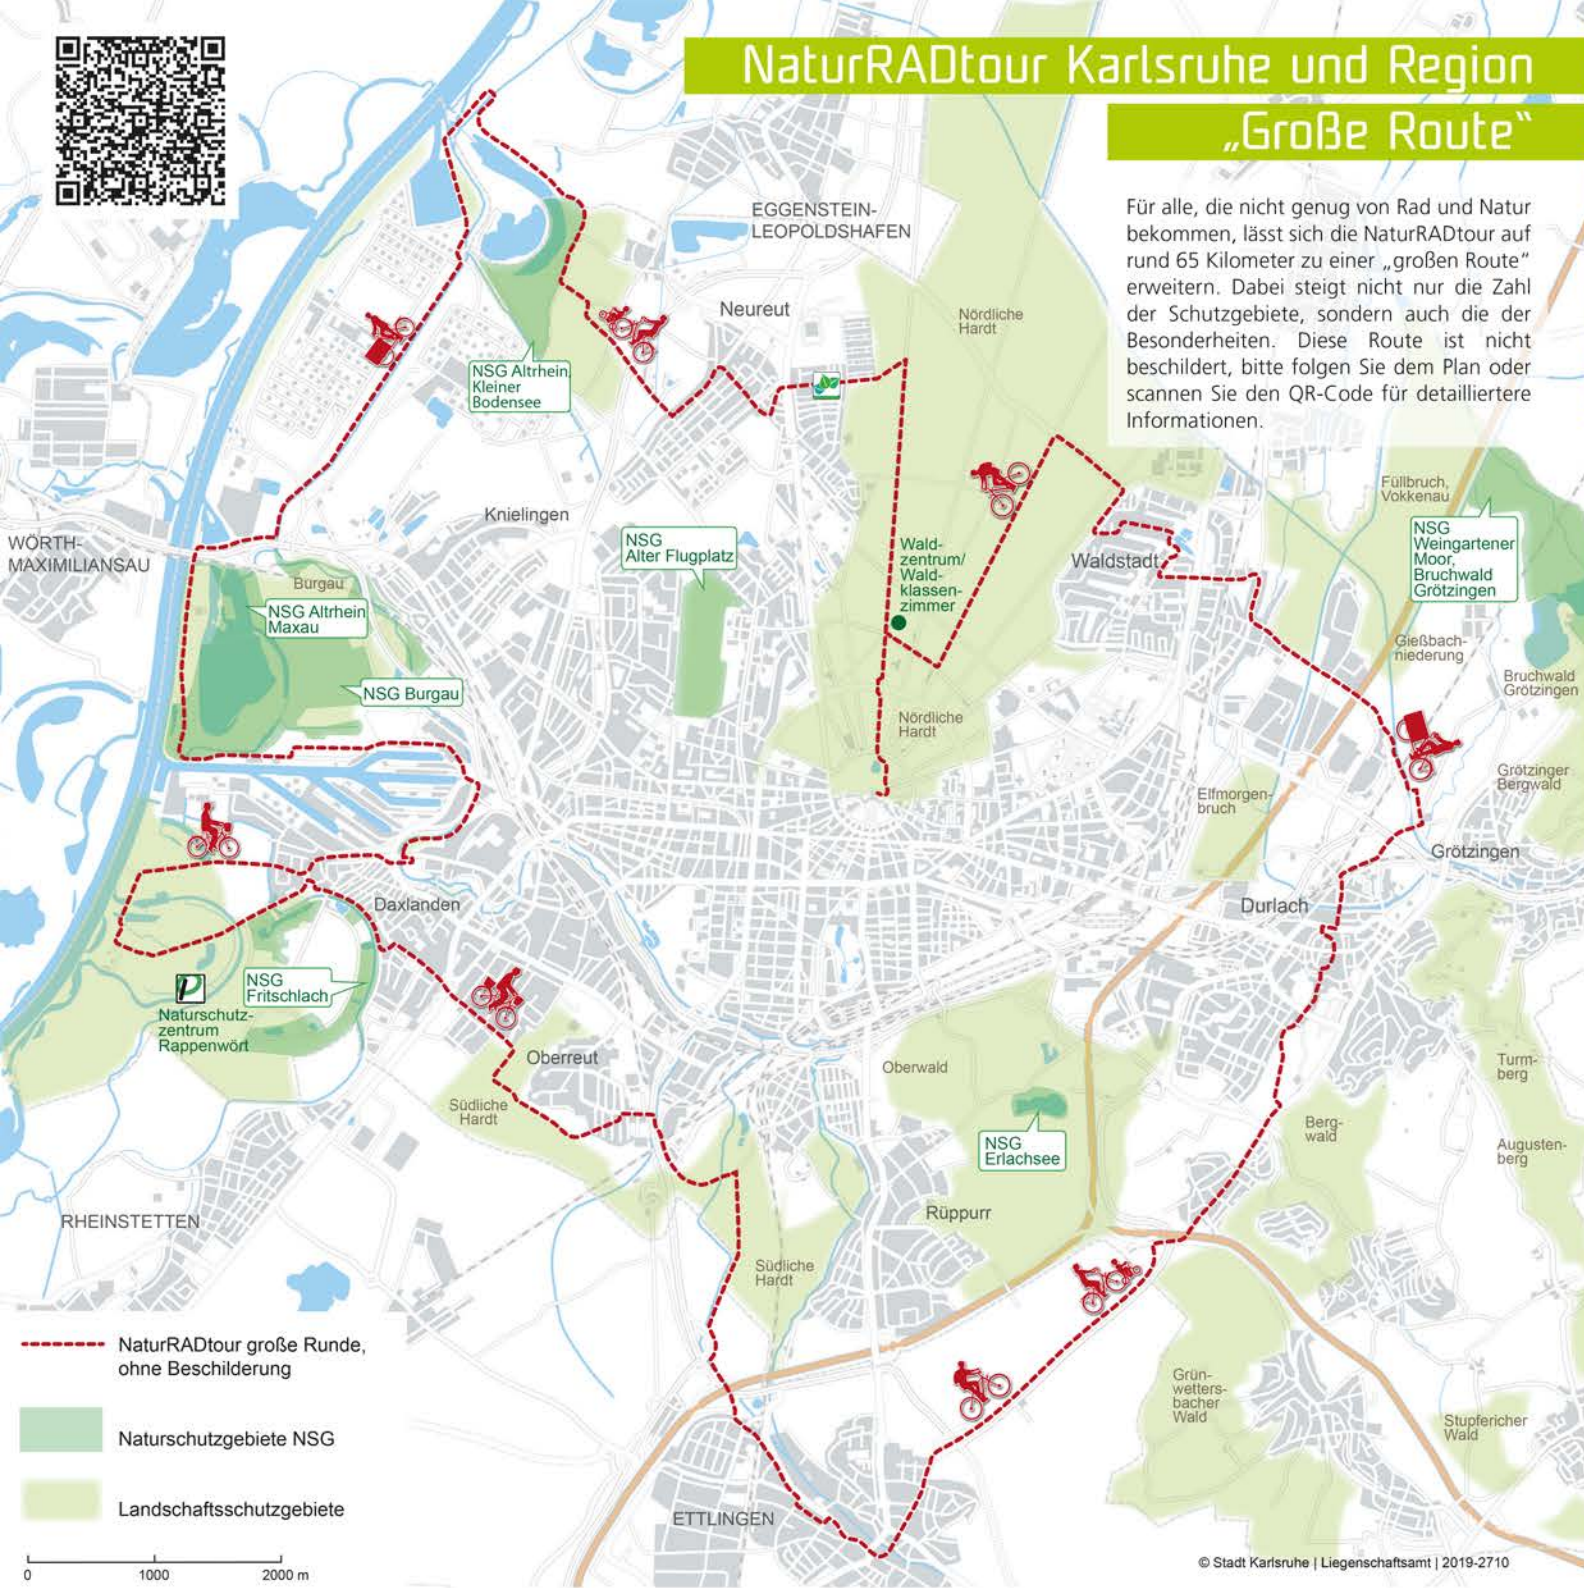 NaturRADtour Karlsruhe und Region
„Große Route“
Für alle, die nicht genug von Rad und Natur
bekommen, lässt sich die NaturRADtour auf
rund 65 Kilometer zu einer „großen Route“
erweitern. Dabei steigt nicht nur die Zahl
der Schutzgebiete, sondern auch die der
Besonderheiten. Diese Route ist nicht
beschildert, bitte folgen Sie dem Plan oder
scannen Sie den QR-Code für detailliertere
Informationen.
EGGENSTEIN-
LEOPOLDSHAFEN
Neureut
Nördliche
Hardt
NSG Altrhein,
Kleiner
Bodensee
Füllbruch,
Vokkenau
Knielingen
NSG
Alter Flugplatz
Wald-
zentrum/
Wald-
klassen-
zimmer
Waldstadt
NSG
Weingartener
Moor,
Bruchwald
Grötzingen
WÖRTH-
MAXIMILIANSAU
Burgau
NSG Altrhein
Maxau
NSG Burgau
Gießbach-
niederung
Bruchwald
Grötzingen
Nördliche
Hardt
Grötzinger
Bergwald
Elfmorgen-
bruch
Grötzingen
Daxlanden
Durlach
NSG
Fritschlach
Naturschutz-
zentrum
Rappenwört
Oberreut
Oberwald
Turm-
berg
Südliche
Hardt
Berg-
wald
NSG
Erlachsee
Augusten-
berg
RHEINSTETTEN
Rüppurr
Südliche
Hardt
Grün-
wetters-
bacher
Wald
Stupfericher
Wald
ETTLINGEN
NaturRADtour große Runde,
ohne Beschilderung
Naturschutzgebiete NSG
Landschaftsschutzgebiete
0 1000 2000 m
© Stadt Karlsruhe | Liegenschaftsamt | 2019-2710